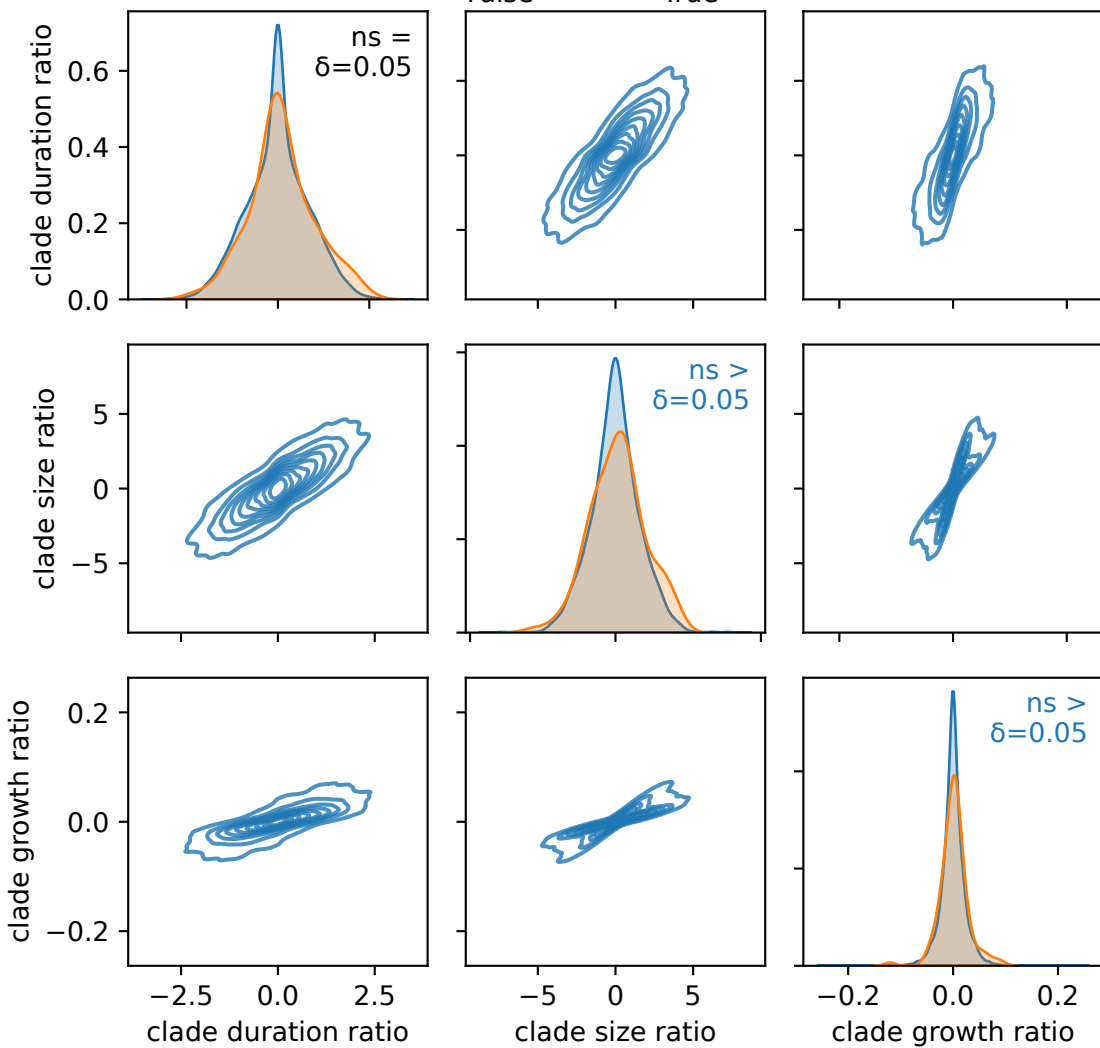 clade duration ratio
0.6
0.4
0.2
0.0
ns =
δ=0.05
clade size ratio
5
0
−5
ns >
δ=0.05
clade growth ratio
0.2
0.0
−0.2
ns >
δ=0.05
−2.5 0.0 2.5
−5 0 5
−0.2 0.0 0.2
clade duration ratio
clade size ratio
clade growth ratio